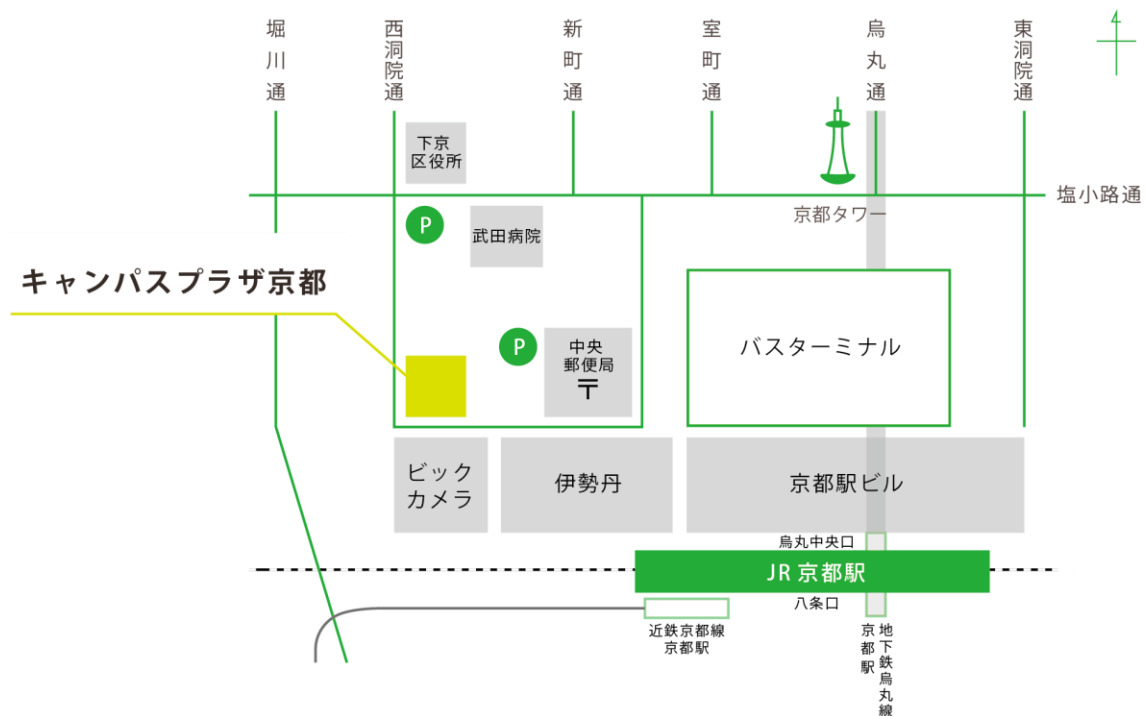 堀川通
西洞院通
新町通
室町通
烏丸通
東洞院通
下京
区役所
塩小路通
P
武田病院
京都タワー
キャンパスプラザ京都
P
中央
郵便局
〒
バスターミナル
ビック
カメラ
伊勢丹
京都駅ビル
烏丸中央口
JR 京都駅
八条口
近鉄京都線
京都駅
地下鉄烏丸線
京都駅